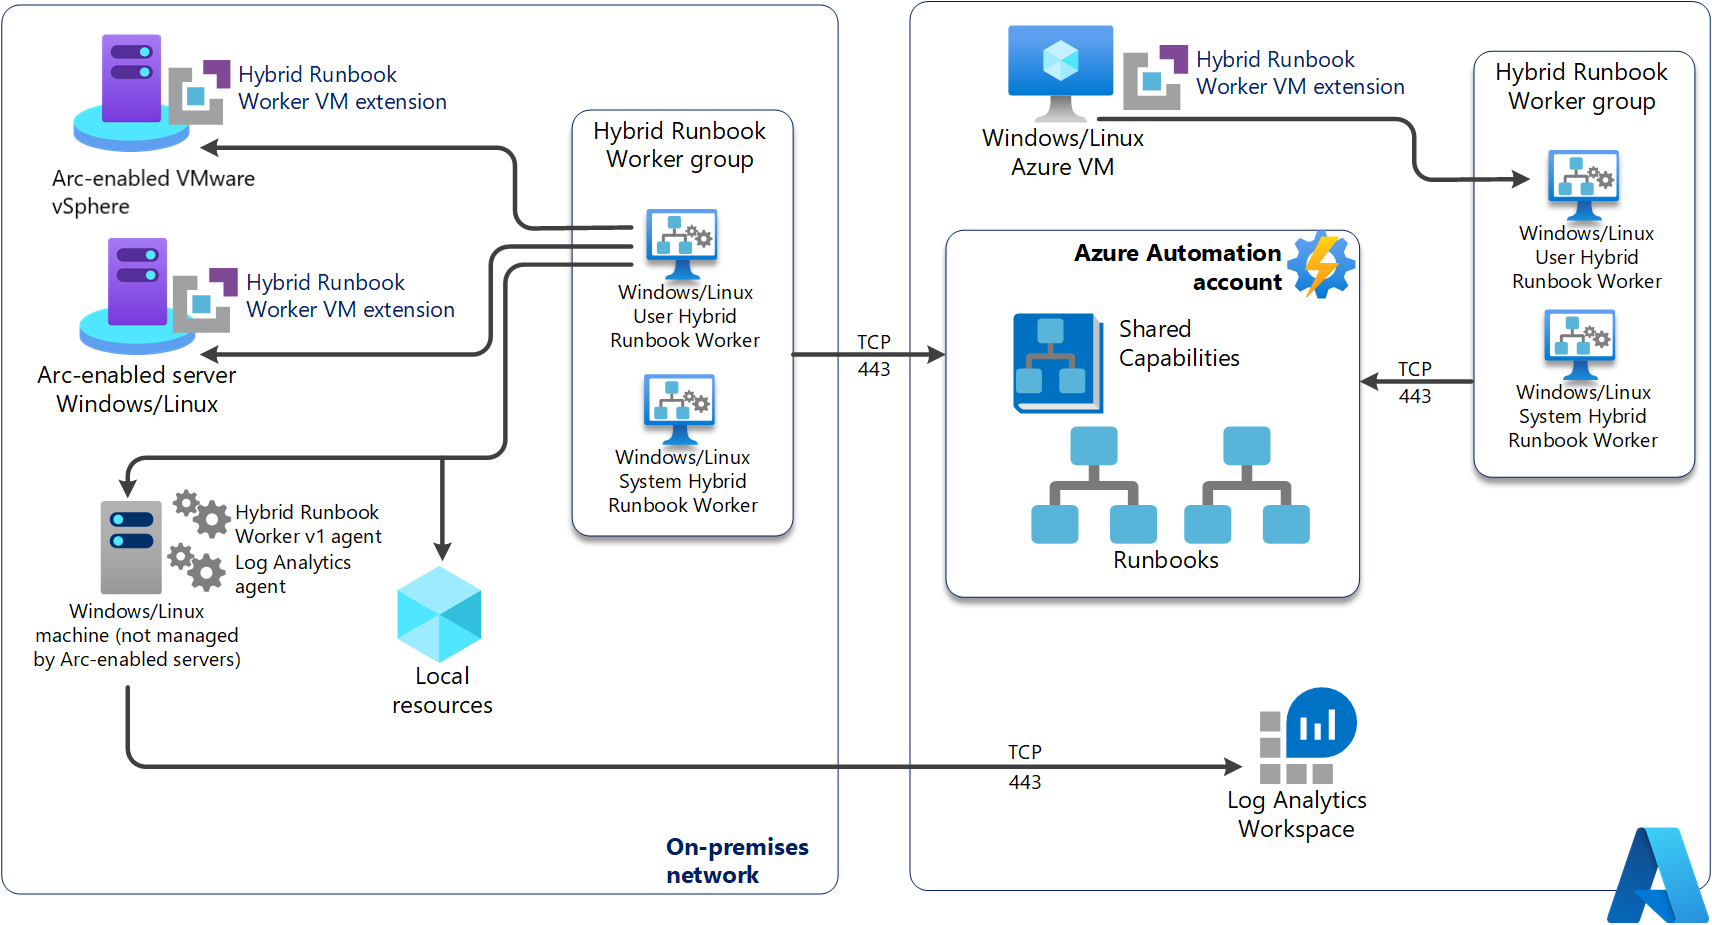 Hybrid Runbook
Worker VM extension
Arc-enabled VMware
vSphere
Hybrid Runbook
Worker VM extension
Arc-enabled server
Windows/Linux
Hybrid Runbook
Worker v1 agent
Log Analytics
agent
Windows/Linux
machine (not managed
by Arc-enabled servers)
Local
resources
Hybrid Runbook
Worker group
Windows/Linux
User Hybrid
Runbook Worker
Windows/Linux
System Hybrid
Runbook Worker
On-premises
network
TCP
443
Hybrid Runbook
Worker VM extension
Windows/Linux
Azure VM
Hybrid Runbook
Worker group
Windows/Linux
User Hybrid
Runbook Worker
Windows/Linux
System Hybrid
Runbook Worker
Azure Automation
account
Shared
Capabilities
Runbooks
TCP
443
TCP
443
Log Analytics
Workspace